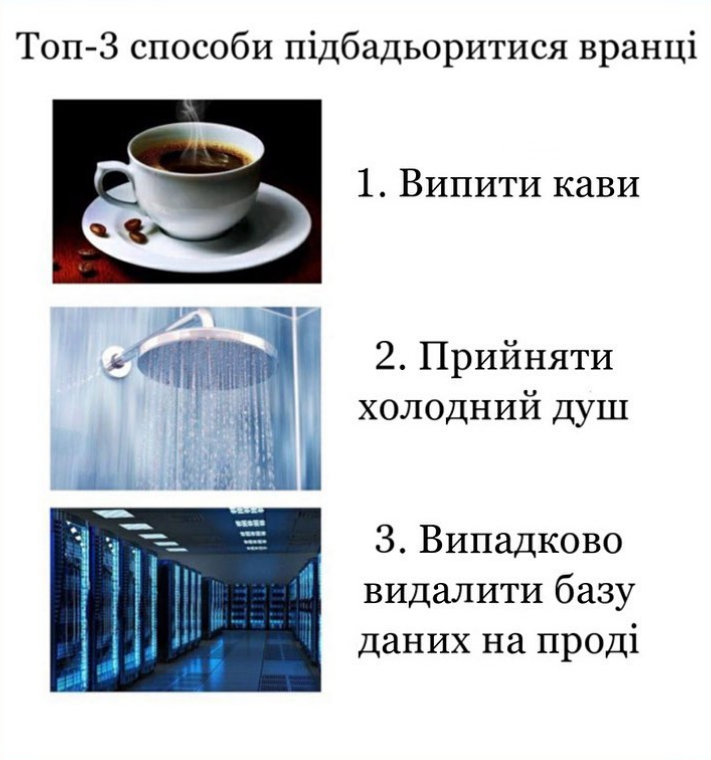 Топ-3 способи підбадьоритися вранці
1. Випити кави
2. Прийняти
холодний душ
3. Випадково
видалити базу
даних на проді